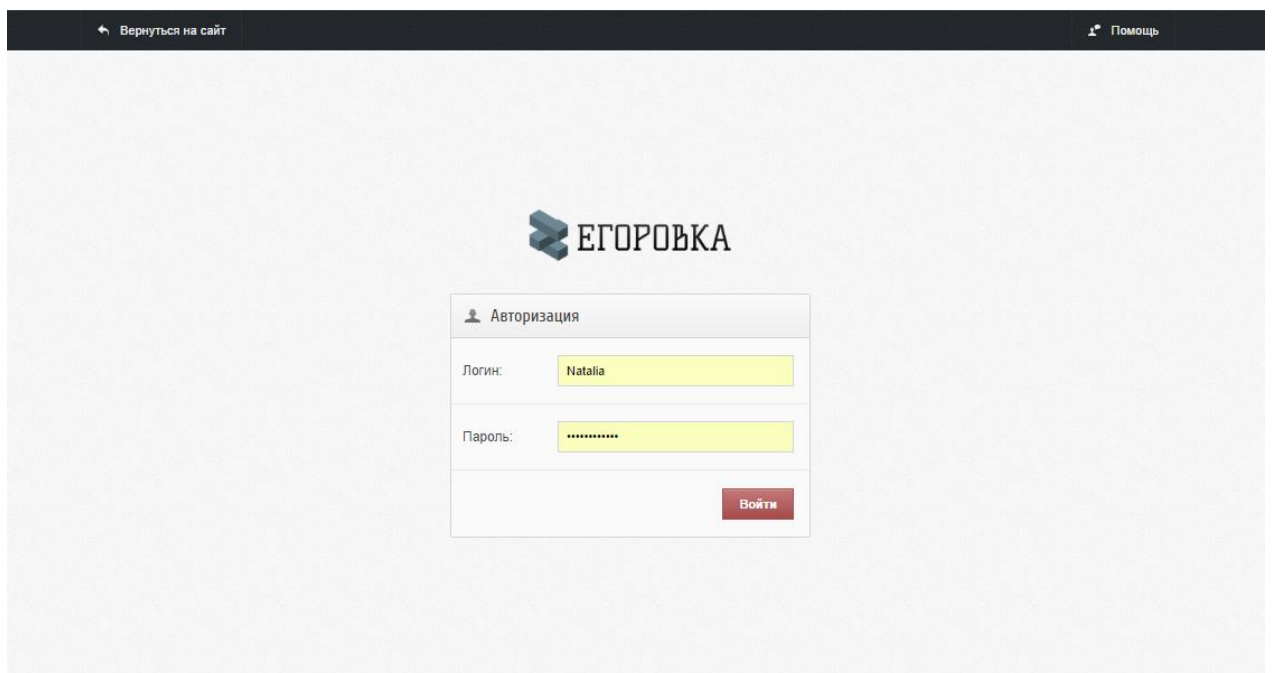 Вернуться на сайт
Помощь
ЕГОРОВКА
Авторизация
Логин: Natalia
Пароль: ••••••••••••
Войти